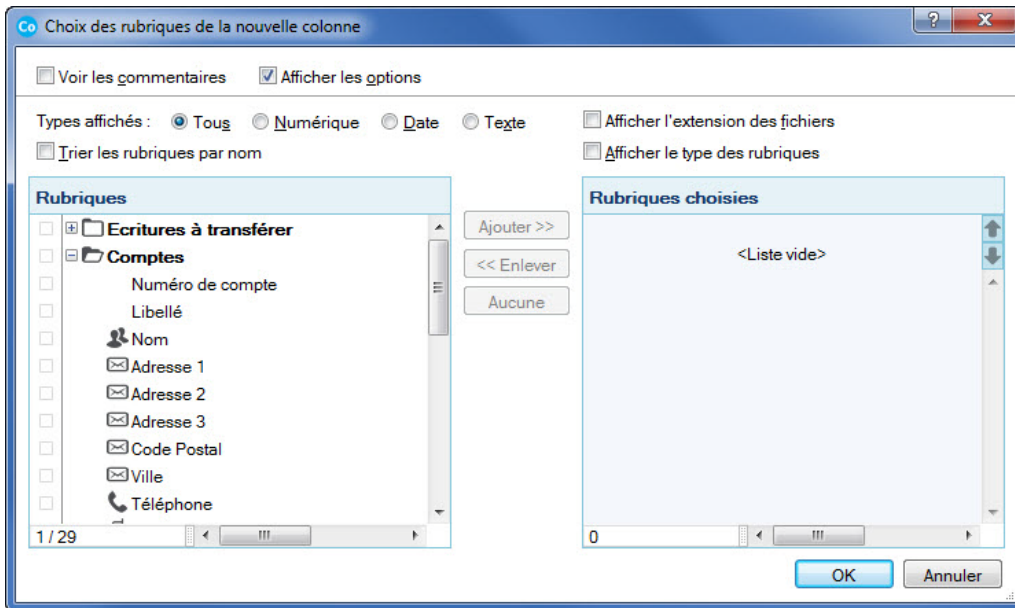 Co Choix des rubriques de la nouvelle colonne ?
Voir les commentaires Afficher les options
Types affichés : Tous Numérique Date Texte Afficher l'extension des fichiers
Trier les rubriques par nom Afficher le type des rubriques
Rubriques Rubriques choisies
Ecritures à transférer Ajouter >>
Comptes << Enlever <Liste vide>
Numéro de compte Aucune
Libellé
Nom
Adresse 1
Adresse 2
Adresse 3
Code Postal
Ville
Téléphone
1 / 29 0
OK Annuler